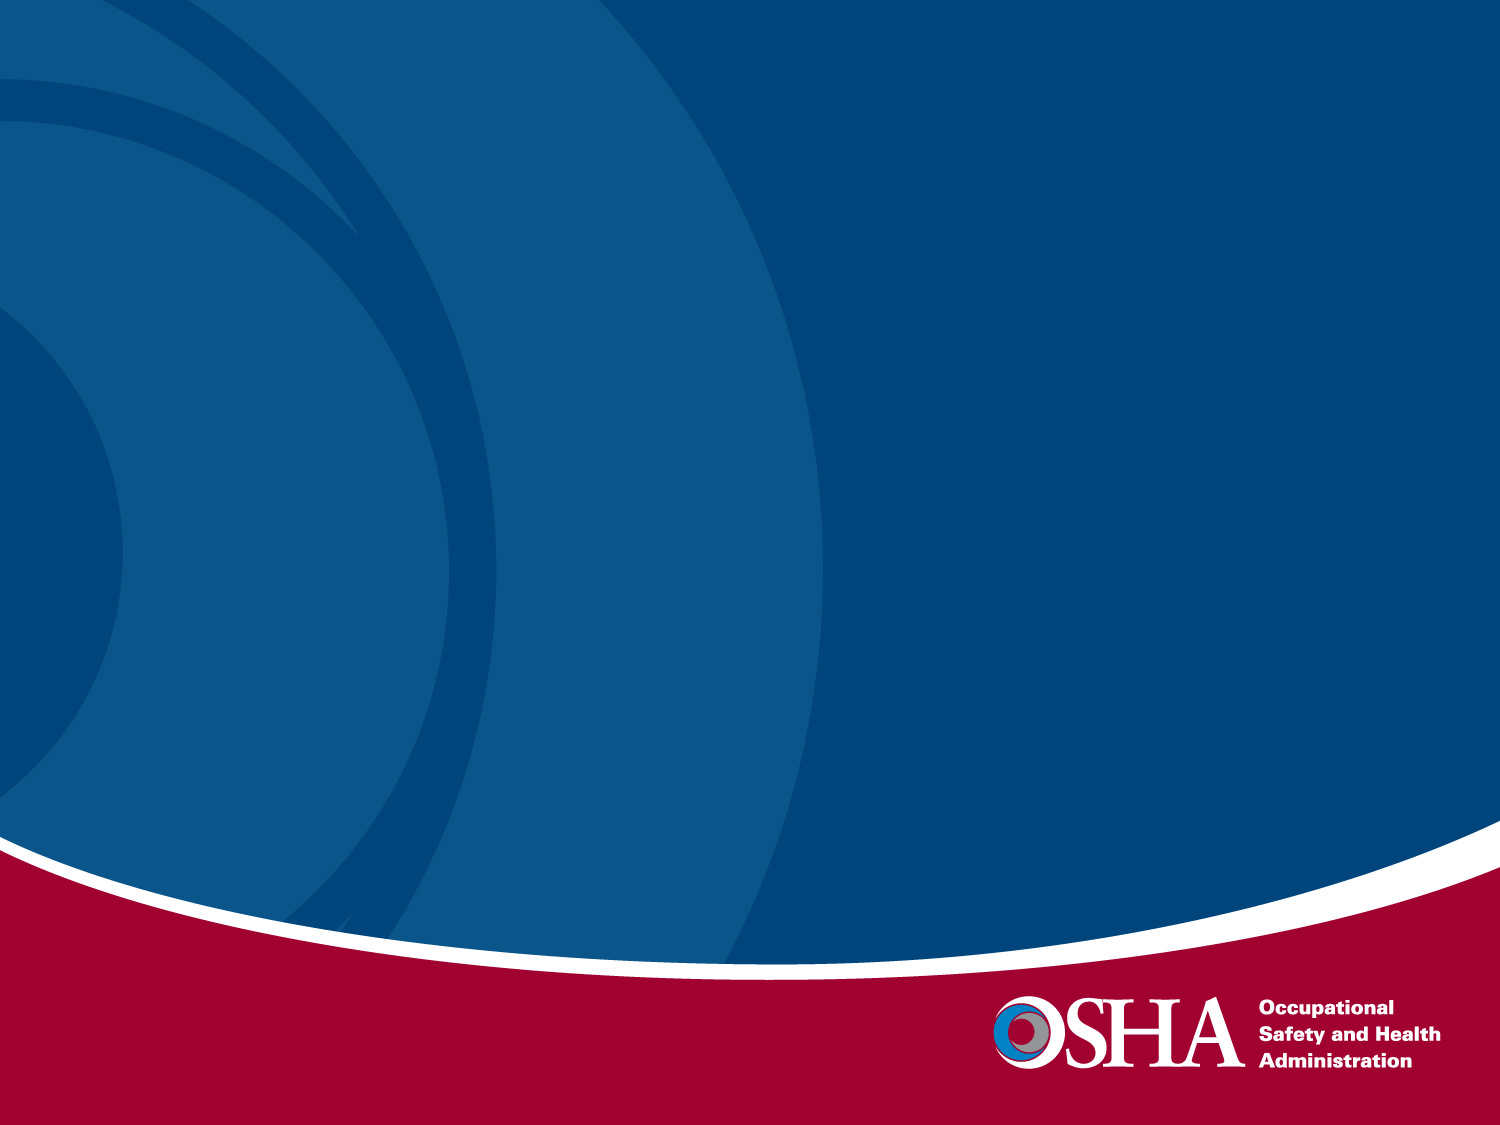 OSHA
Occupational
Safety and Health
Administration